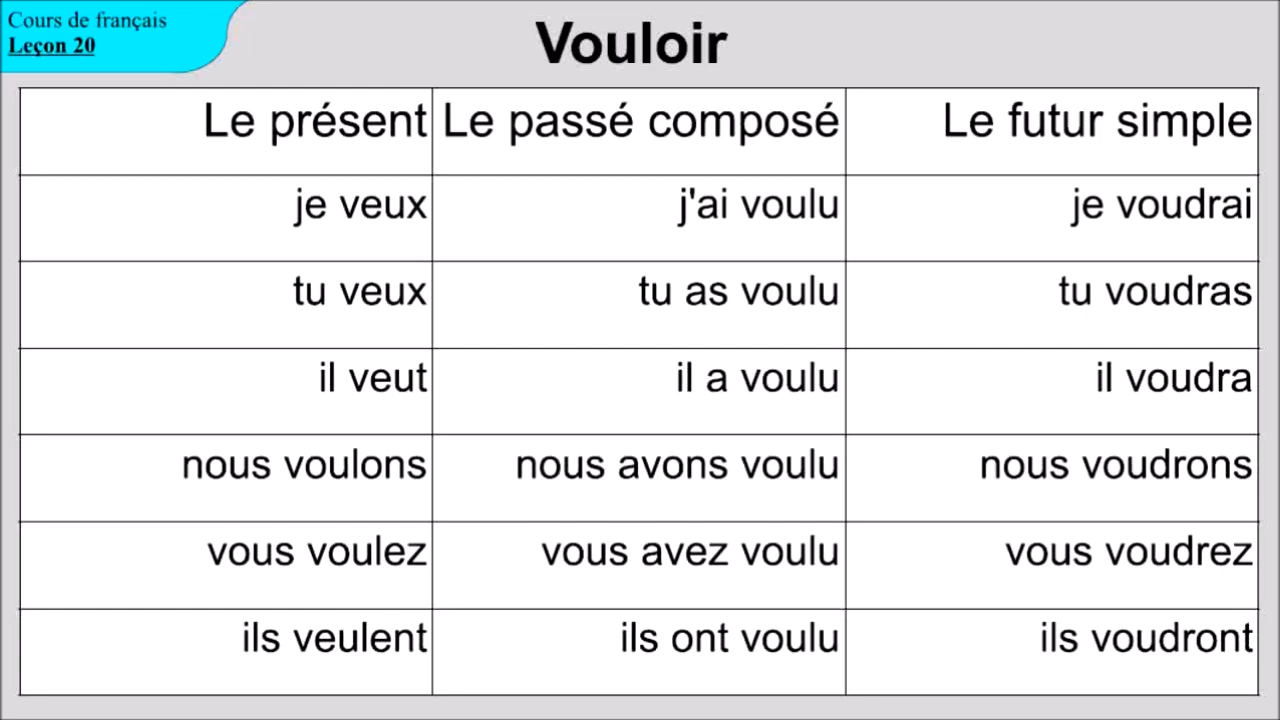 Cours de français
Leçon 20
Vouloir
Le présent Le passé composé Le futur simple
je veux j'ai voulu je voudrai
tu veux tu as voulu tu voudras
il veut il a voulu il voudra
nous voulons nous avons voulu nous voudrons
vous voulez vous avez voulu vous voudrez
ils veulent ils ont voulu ils voudront